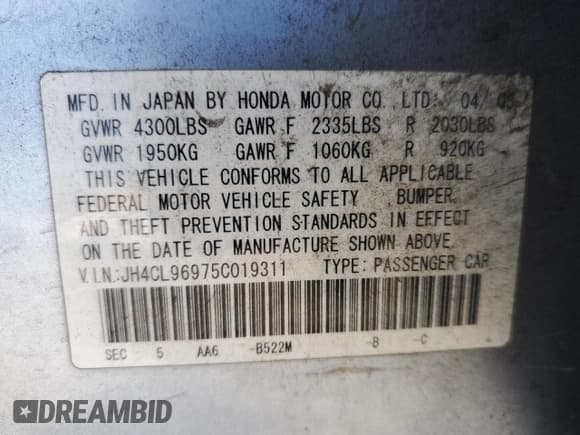 MFD. IN JAPAN BY HONDA MOTOR CO., LTD. 04/05
GVWR 4300LBS GAWR F 2335LBS R 2030LBS
GVWR 1950KG GAWR F 1060KG R 920KG
THIS VEHICLE CONFORMS TO ALL APPLICABLE
FEDERAL MOTOR VEHICLE SAFETY, BUMPER,
AND THEFT PREVENTION STANDARDS IN EFFECT
ON THE DATE OF MANUFACTURE SHOWN ABOVE.
V.I.N.:JH4CL96975C019311 TYPE: PASSENGER CAR
SEC 5 AA6 -B522M -B -C
DREAMBID